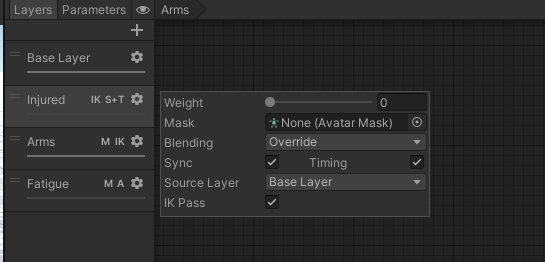 Layers Parameters Arms
Base Layer
Injured IK S+T
Arms M IK
Fatigue M A
Weight 0
Mask None (Avatar Mask)
Blending Override
Sync Timing
Source Layer Base Layer
IK Pass